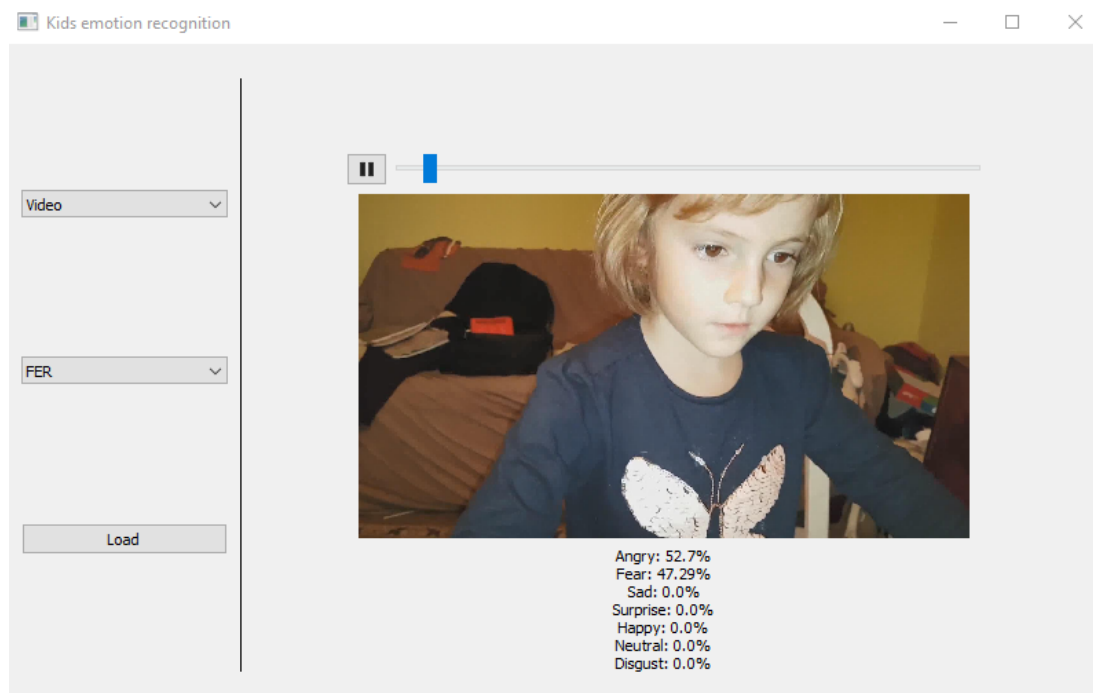 Kids emotion recognition
Video
FER
Load
Angry: 52.7%
Fear: 47.29%
Sad: 0.0%
Surprise: 0.0%
Happy: 0.0%
Neutral: 0.0%
Disgust: 0.0%